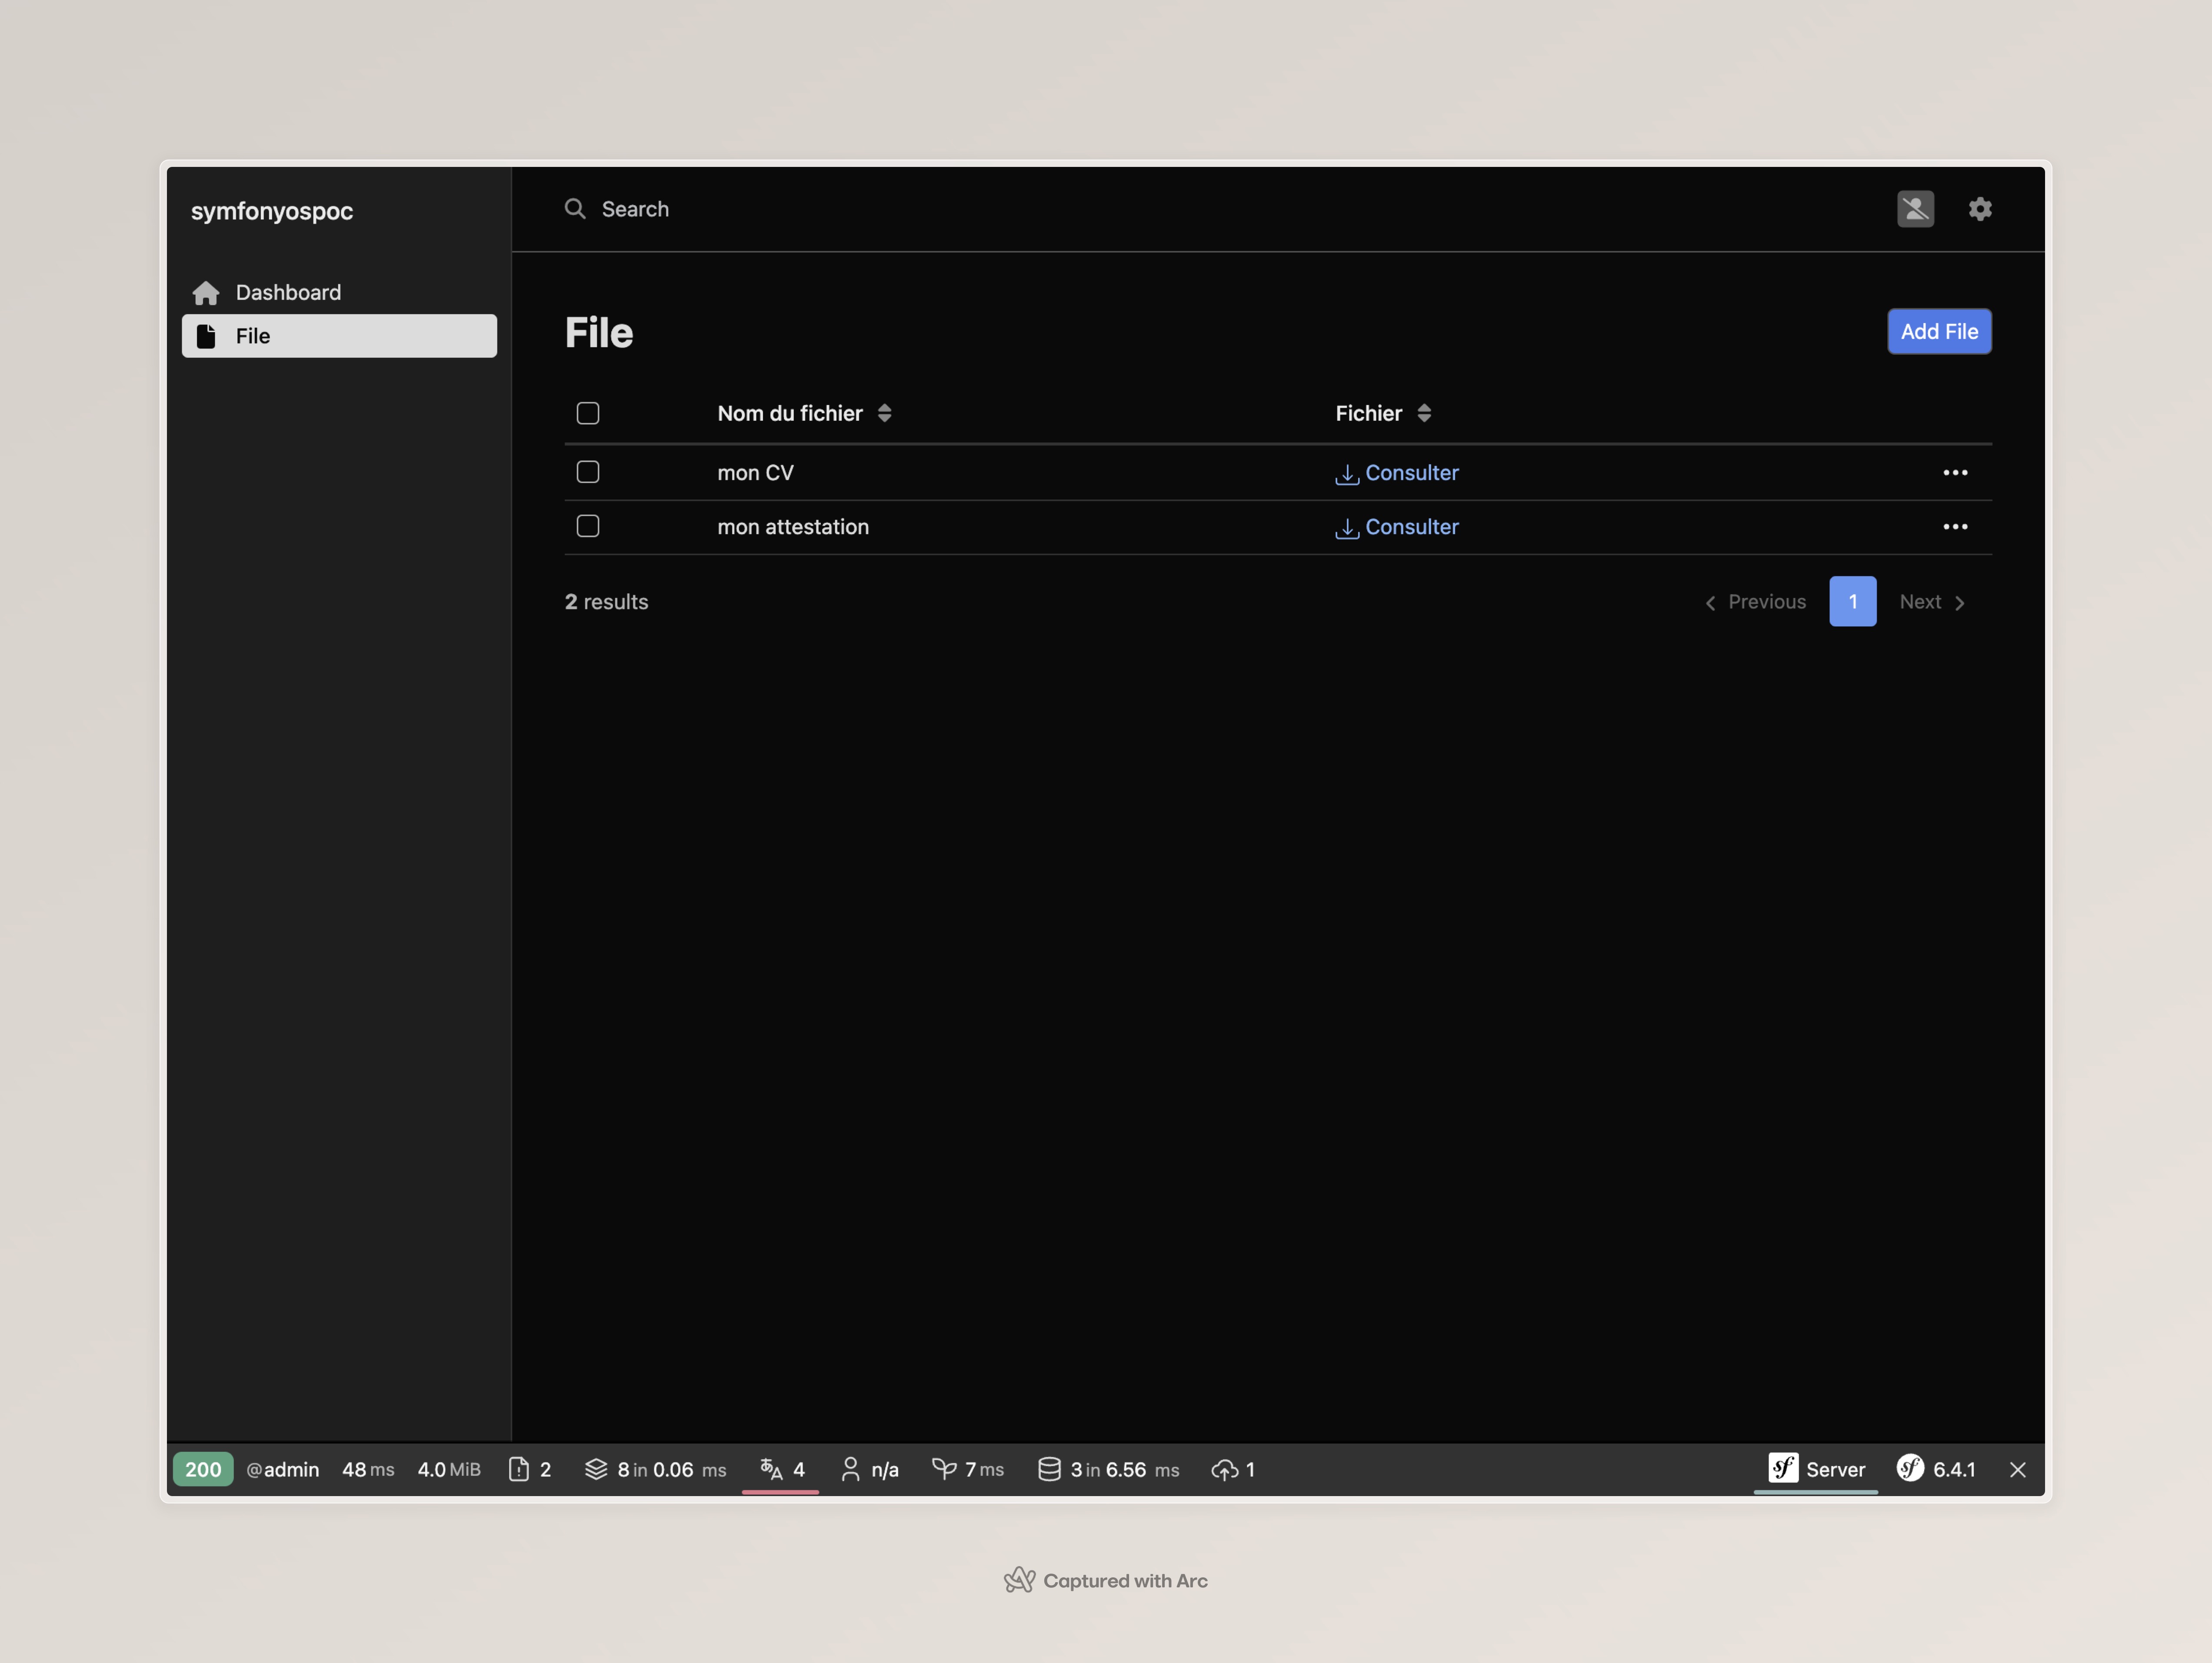 symfonyospoc
Search
Dashboard
File
File
Add File
Nom du fichier Fichier
mon CV Consulter
mon attestation Consulter
2 results Previous 1 Next
200 @admin 48 ms 4.0 MiB 2 8 in 0.06 ms 4 n/a 7 ms 3 in 6.56 ms 1 Server 6.4.1
Captured with Arc